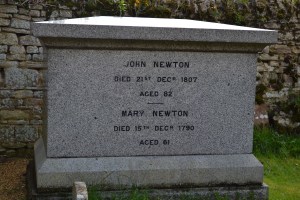 JOHN NEWTON
DIED 21ST DECR 1807
AGED 82
MARY NEWTON
DIED 15TH DECR 1790
AGED 61